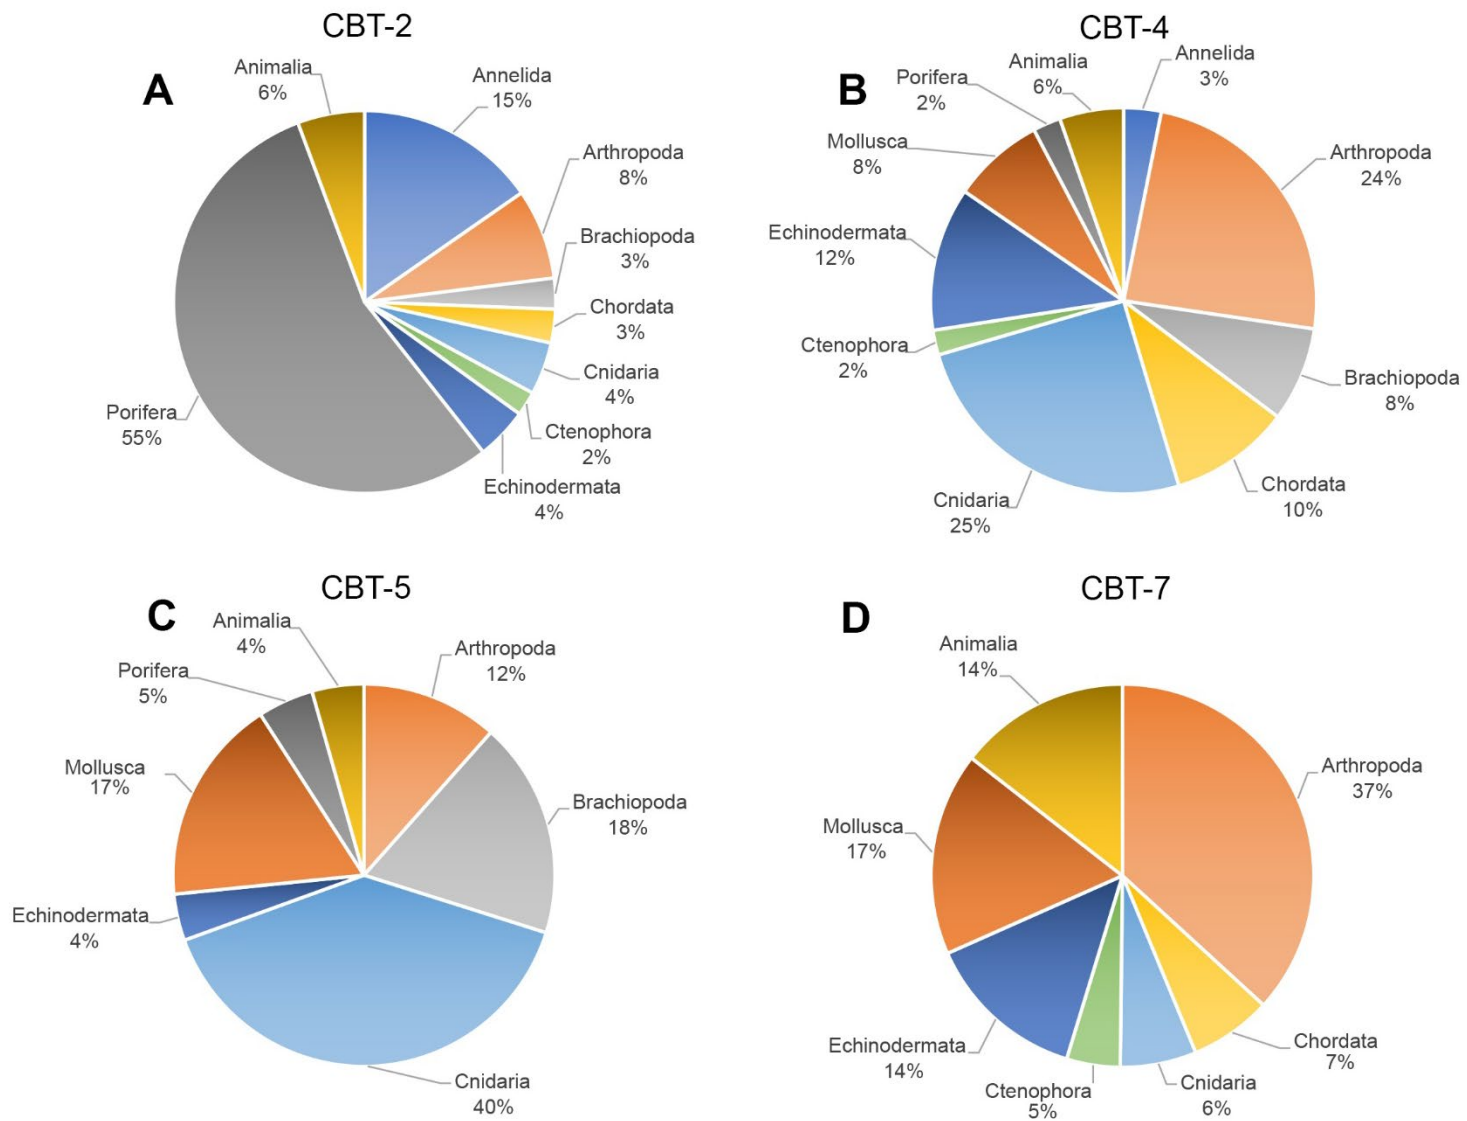 CBT-2
A
Animalia
6%
Annelida
15%
Arthropoda
8%
Brachiopoda
3%
Chordata
3%
Cnidaria
4%
Ctenophora
2%
Echinodermata
4%
Porifera
55%
CBT-4
B
Animalia
6%
Annelida
3%
Porifera
2%
Mollusca
8%
Arthropoda
24%
Echinodermata
12%
Ctenophora
2%
Brachiopoda
8%
Chordata
10%
Cnidaria
25%
CBT-5
C
Animalia
4%
Arthropoda
12%
Porifera
5%
Mollusca
17%
Brachiopoda
18%
Echinodermata
4%
Cnidaria
40%
CBT-7
D
Animalia
14%
Arthropoda
37%
Mollusca
17%
Echinodermata
14%
Chordata
7%
Ctenophora
5%
Cnidaria
6%